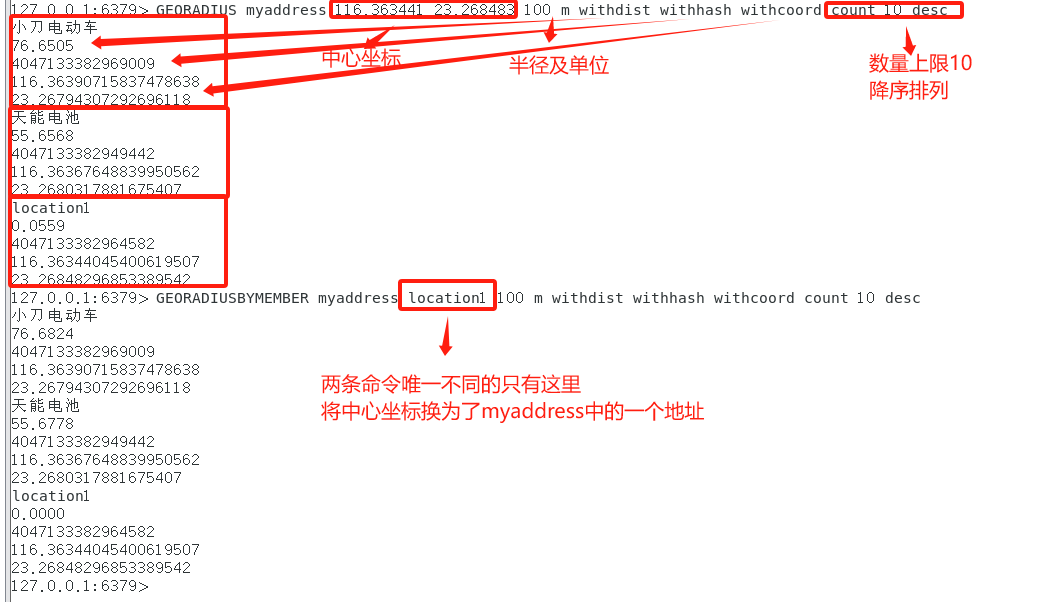 127.0.0.1:6379> GEORADIUS myaddress 116.363441 23.268483 100 m withdist withhash withcoord count 10 desc
小刀电动车
76.6505
4047133382969009
116.36390715837478638
23.26794307292696118
中心坐标
半径及单位
数量上限10
降序排列
天能电池
55.6568
4047133382949442
116.36367648839950562
23.2680317881675407
location1
0.0559
4047133382964582
116.36344045400619507
23.26848296853389542
127.0.0.1:6379> GEORADIUSBYMEMBER myaddress location1 100 m withdist withhash withcoord count 10 desc
小刀电动车
76.6824
4047133382969009
116.36390715837478638
23.26794307292696118
两条命令唯一不同的只有这里
将中心坐标换为了myaddress中的一个地址
天能电池
55.6778
4047133382949442
116.36367648839950562
23.2680317881675407
location1
0.0000
4047133382964582
116.36344045400619507
23.26848296853389542
127.0.0.1:6379>